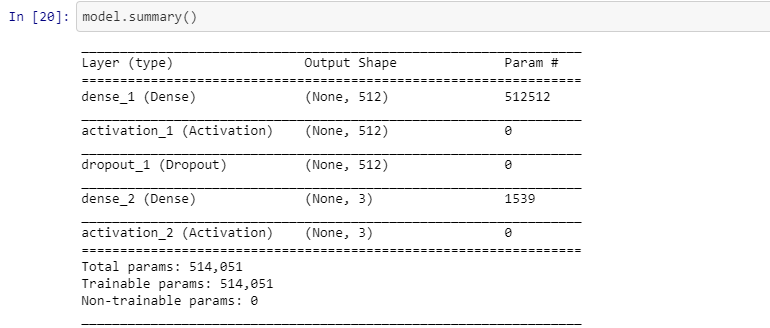 In [20]: model.summary()
_________________________________________________________________
Layer (type)                 Output Shape              Param #
=================================================================
dense_1 (Dense)              (None, 512)               512512
_________________________________________________________________
activation_1 (Activation)    (None, 512)               0
_________________________________________________________________
dropout_1 (Dropout)          (None, 512)               0
_________________________________________________________________
dense_2 (Dense)              (None, 3)                 1539
_________________________________________________________________
activation_2 (Activation)    (None, 3)                 0
=================================================================
Total params: 514,051
Trainable params: 514,051
Non-trainable params: 0
_________________________________________________________________